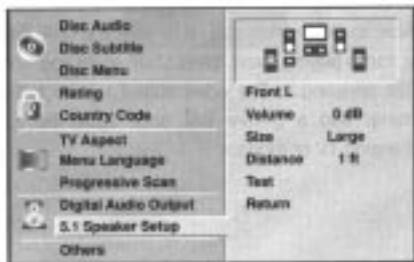 Disc Audio
Disc Subtitle
Disc Menu
Rating
Country Code
TV Aspect
Menu Language
Progressive Scan
Digital Audio Output
5.1 Speaker Setup
Others
Front L
Volume 0 dB
Size Large
Distance 1 ft
Test
Return